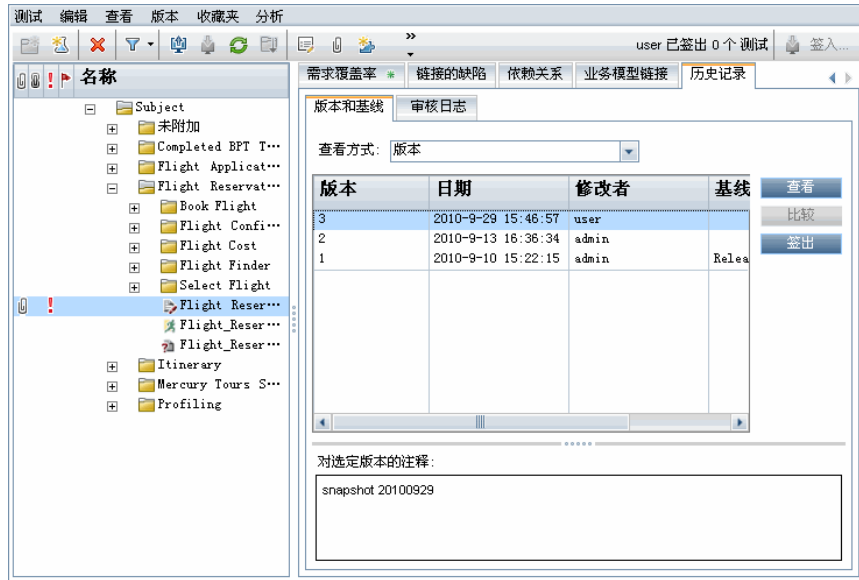 测试 编辑 查看 版本 收藏夹 分析
user 已签出 0 个 测试 签入...
名称
Subject
未附加
Completed BPT T…
Flight Applicat…
Flight Reservat…
Book Flight
Flight Confi…
Flight Cost
Flight Finder
Select Flight
Flight Reser…
Flight_Reser…
Flight_Reser…
Itinerary
Mercury Tours S…
Profiling
需求覆盖率 * 链接的缺陷 依赖关系 业务模型链接 历史记录
版本和基线 审核日志
查看方式: 版本
版本 日期 修改者 基线
3 2010-9-29 15:46:57 user
2 2010-9-13 16:36:34 admin
1 2010-9-10 15:22:15 admin Relea
查看
比较
签出
对选定版本的注释:
snapshot 20100929